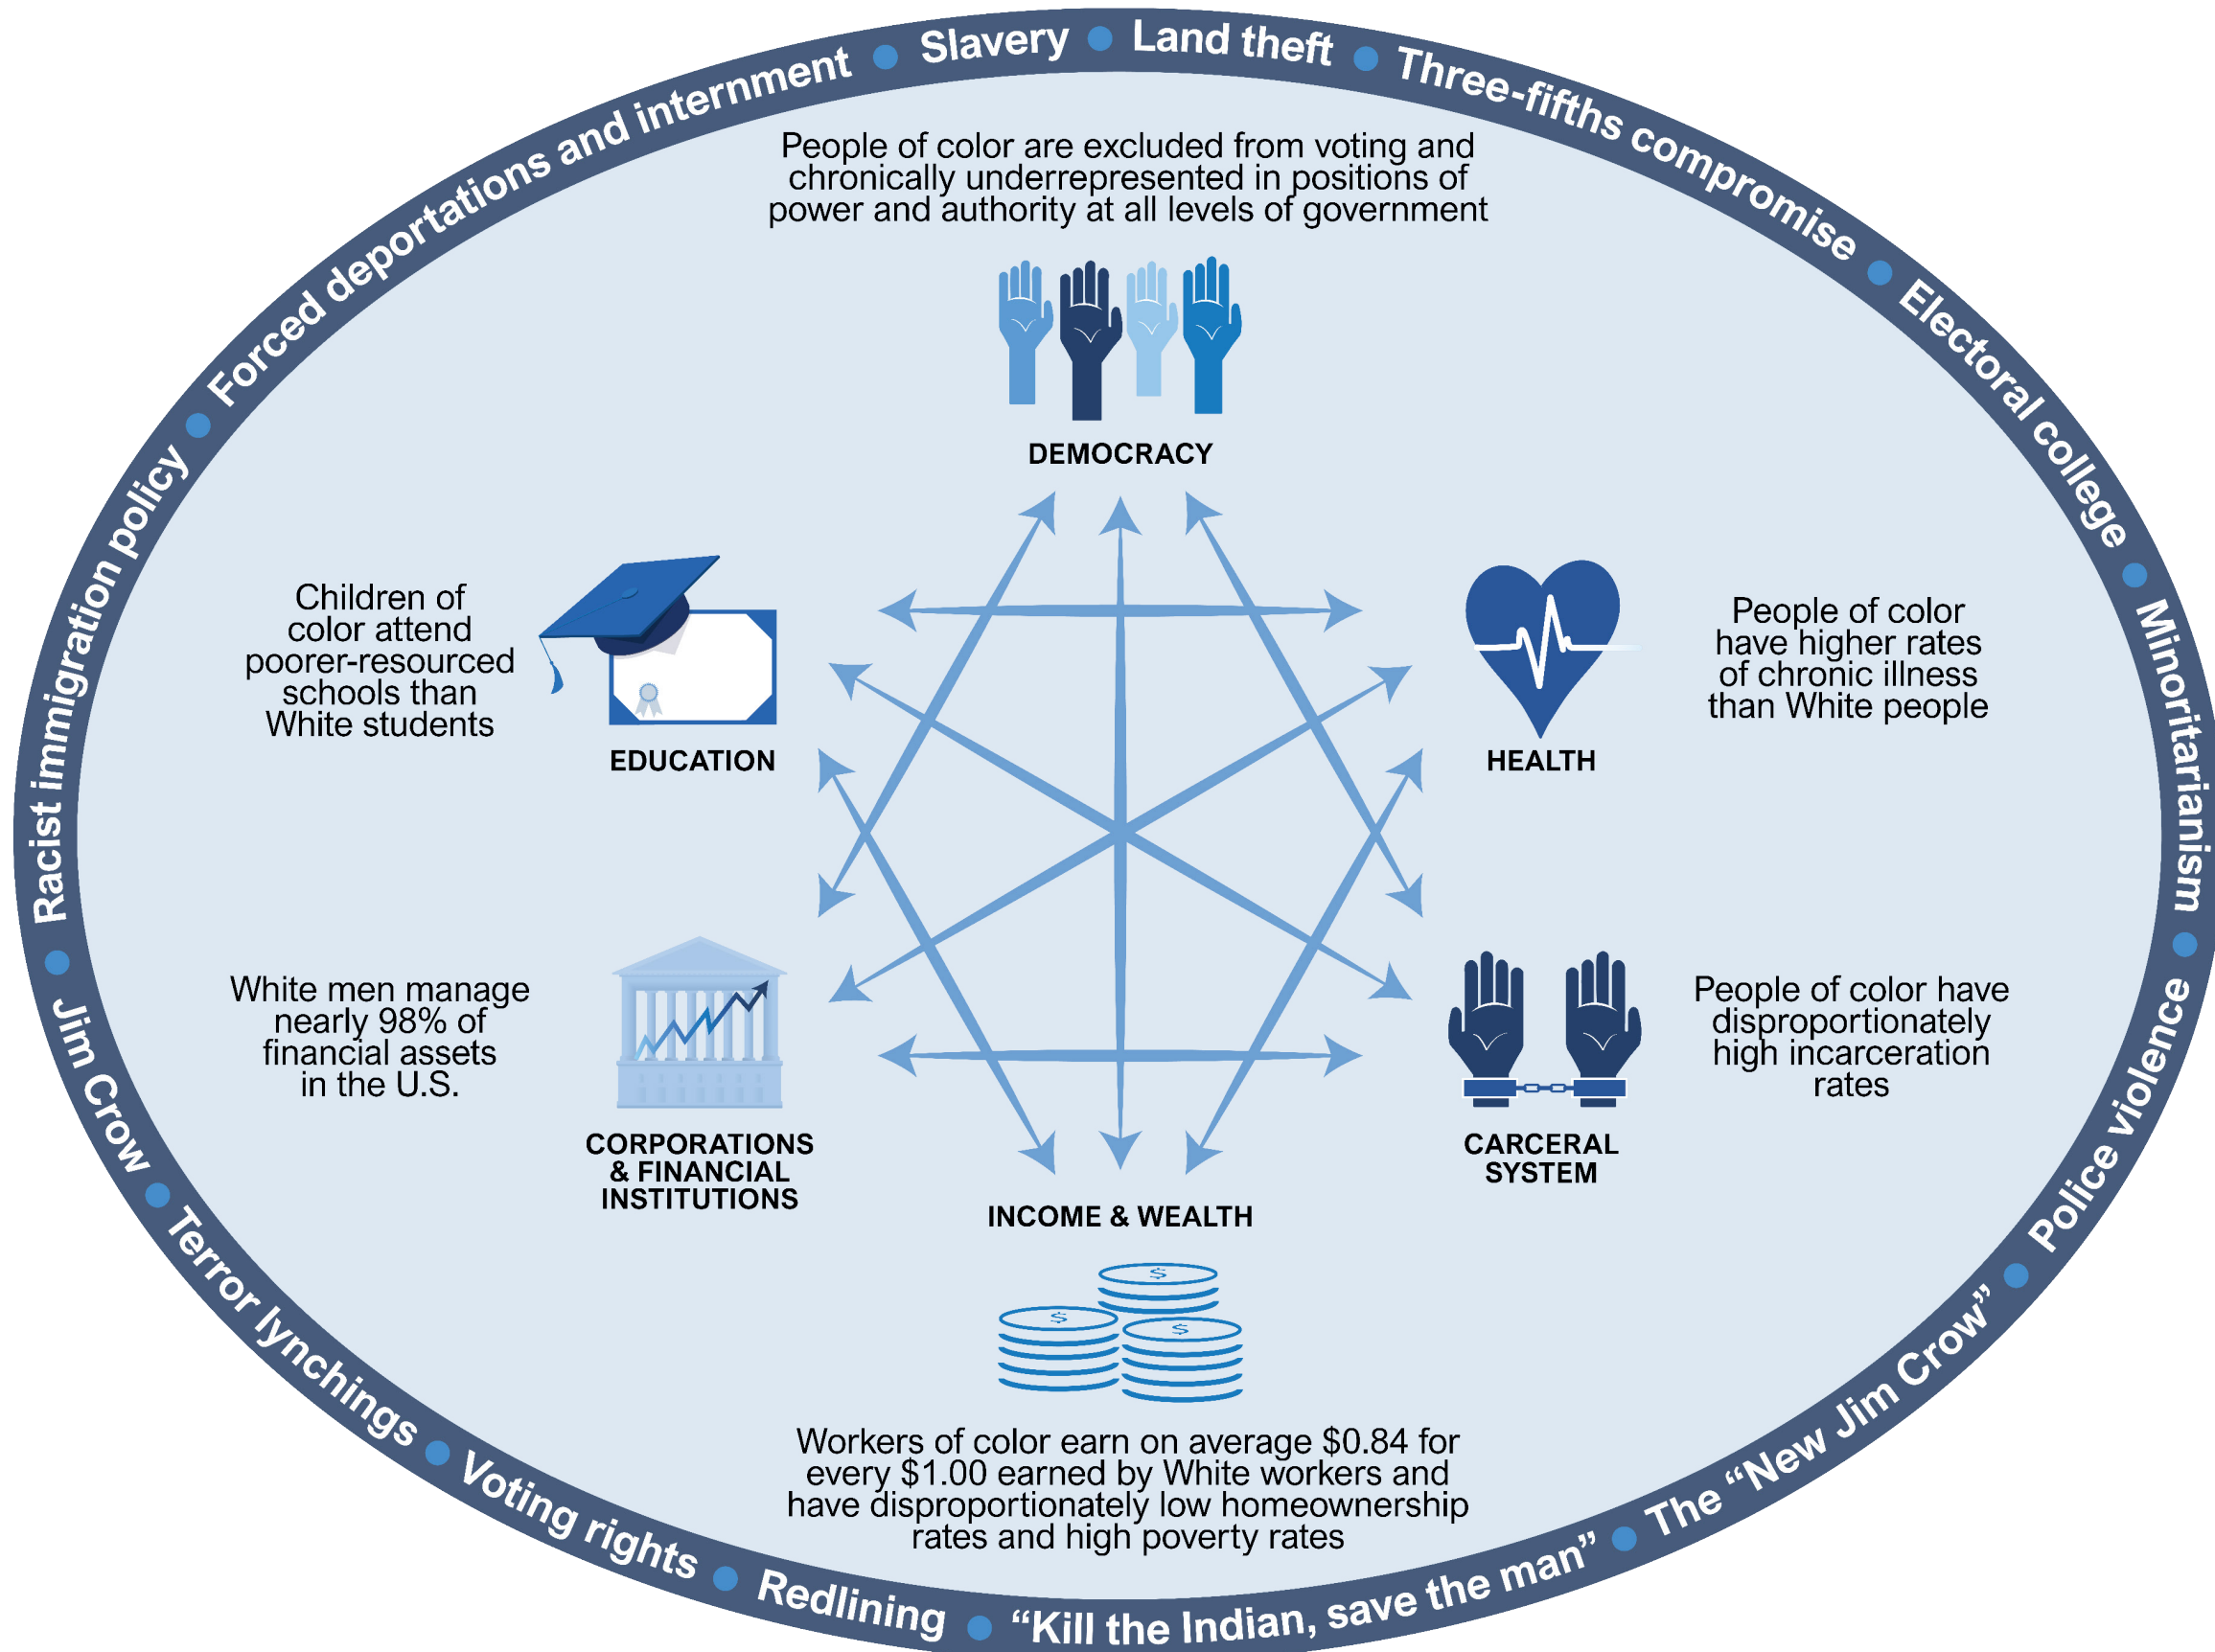 Slavery
Land theft
Three-fifths compromise
Electoral college
Minoritarianism
Police violence
The “New Jim Crow”
“Kill the Indian, save the man”
Redlining
Voting rights
Terror lynchings
Jim Crow
Racist immigration policy
Forced deportations and internment
People of color are excluded from voting and
chronically underrepresented in positions of
power and authority at all levels of government
DEMOCRACY
Children of
color attend
poorer-resourced
schools than
White students
EDUCATION
People of color
have higher rates
of chronic illness
than White people
HEALTH
White men manage
nearly 98% of
financial assets
in the U.S.
CORPORATIONS
& FINANCIAL
INSTITUTIONS
People of color have
disproportionately
high incarceration
rates
CARCERAL
SYSTEM
INCOME & WEALTH
$
$
$
Workers of color earn on average $0.84 for
every $1.00 earned by White workers and
have disproportionately low homeownership
rates and high poverty rates